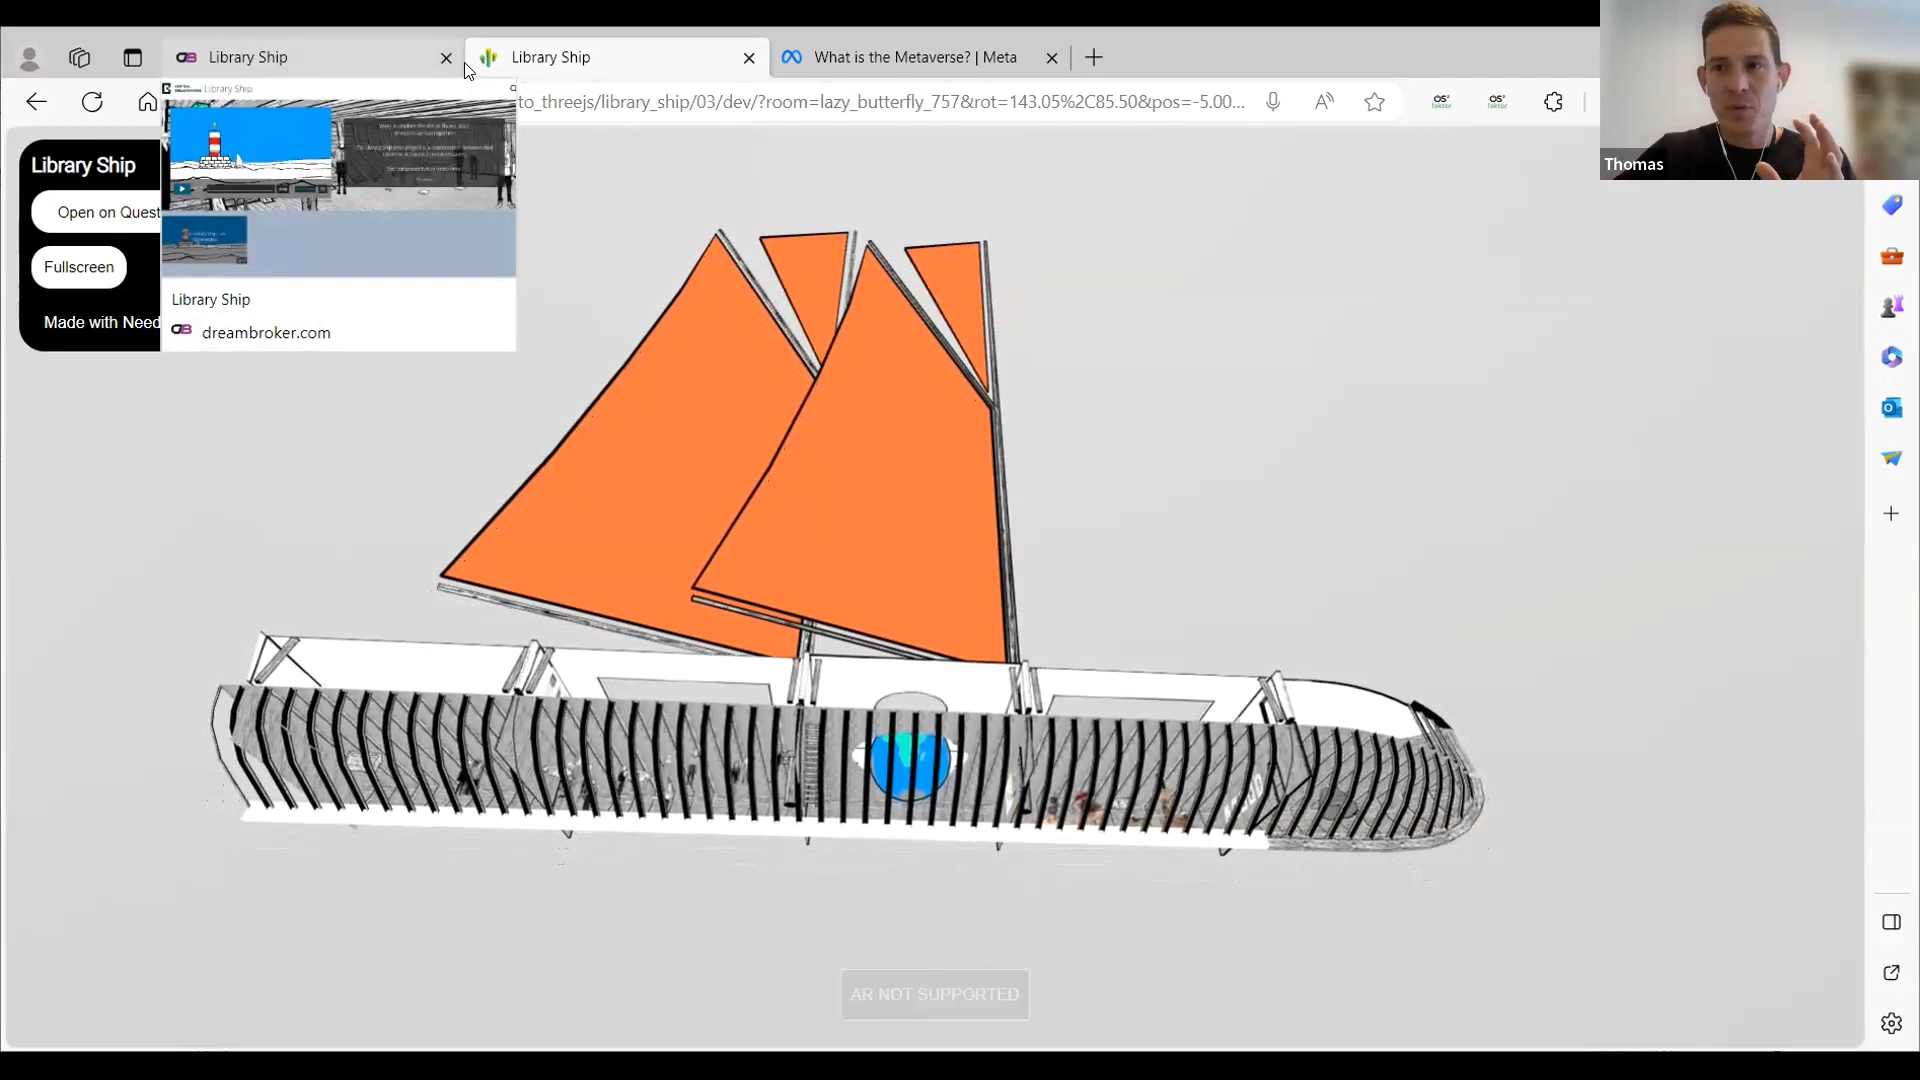 Library Ship
Library Ship
What is the Metaverse? | Meta
to_threejs/library_ship/03/dev/?room=lazy_butterfly_757&rot=143.05%2C85.50&pos=-5.00...
Library Ship
Library Ship
Open on Quest
Fullscreen
Made with Need
Library Ship
dreambroker.com
Thomas
AR NOT SUPPORTED